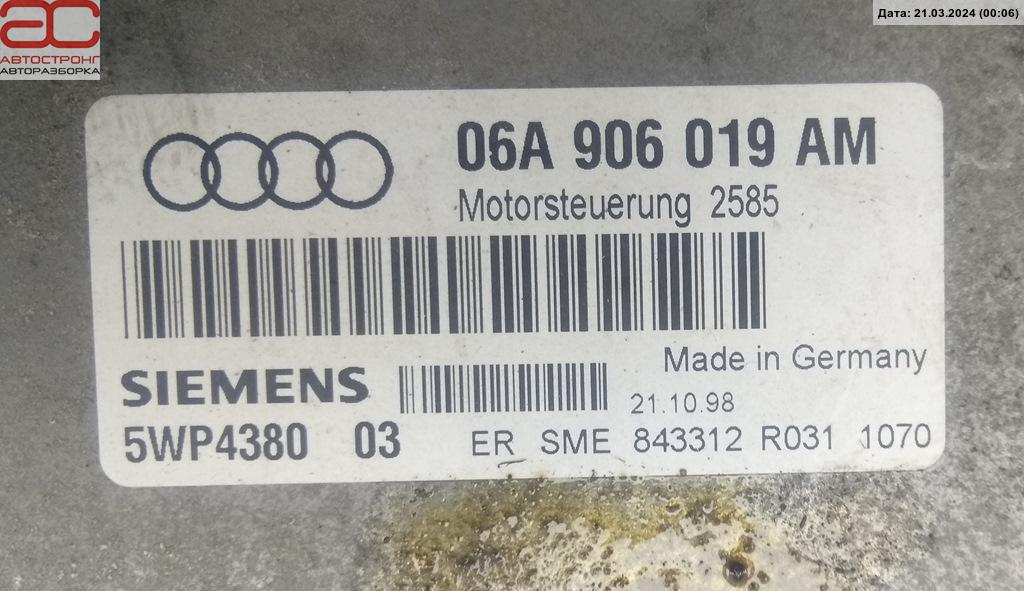 ас
АВТОСТРОНГ
АВТОРАЗБОРКА
Дата: 21.03.2024 (00:06)
06A 906 019 AM
Motorsteuerung 2585
Made in Germany
SIEMENS
21.10.98
5WP4380 03 ER SME 843312 R031 1070